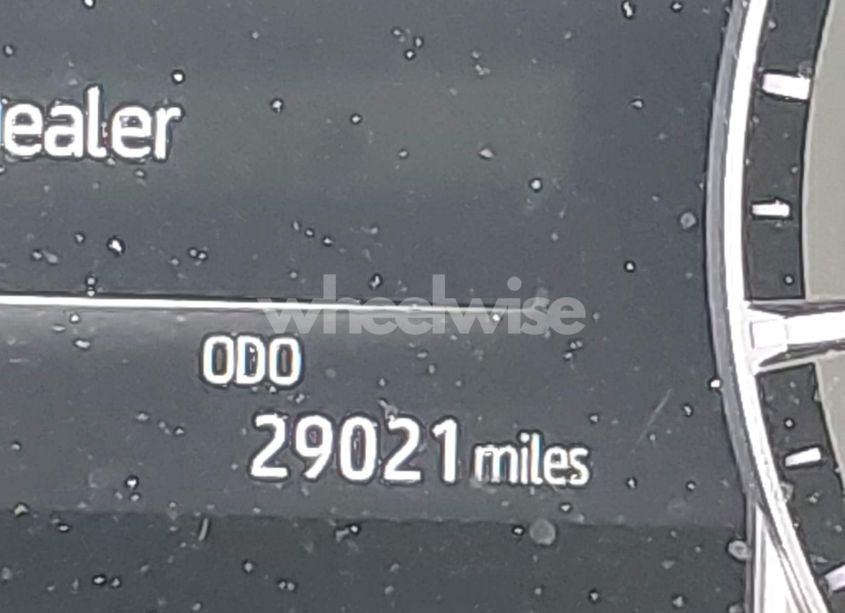 ealer
wheelwise
ODO
29021 miles